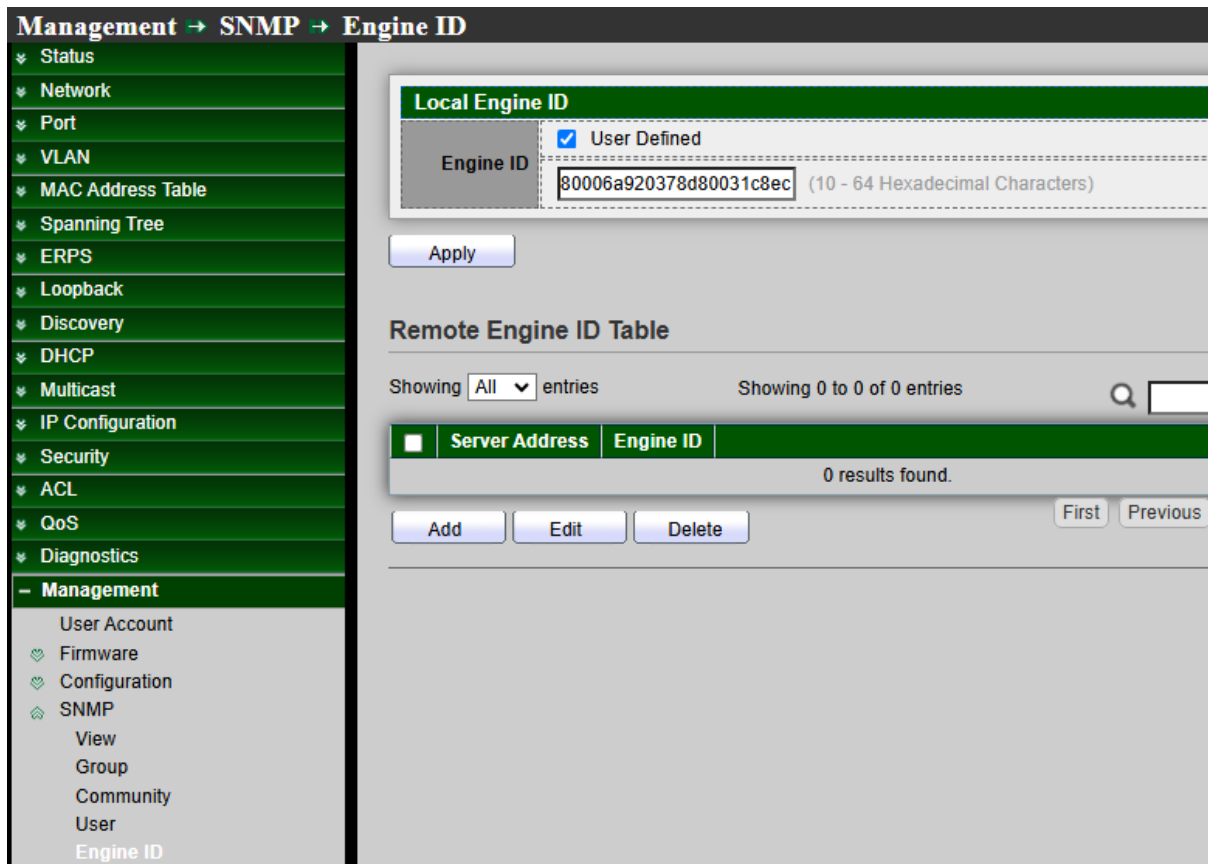 Management → SNMP → Engine ID
Status
Network
Port
VLAN
MAC Address Table
Spanning Tree
ERPS
Loopback
Discovery
DHCP
Multicast
IP Configuration
Security
ACL
QoS
Diagnostics
Management
User Account
Firmware
Configuration
SNMP
View
Group
Community
User
Engine ID
Local Engine ID
Engine ID
User Defined
80006a920378d80031c8ec (10 - 64 Hexadecimal Characters)
Apply
Remote Engine ID Table
Showing All entries Showing 0 to 0 of 0 entries
Server Address Engine ID
0 results found.
Add Edit Delete First Previous